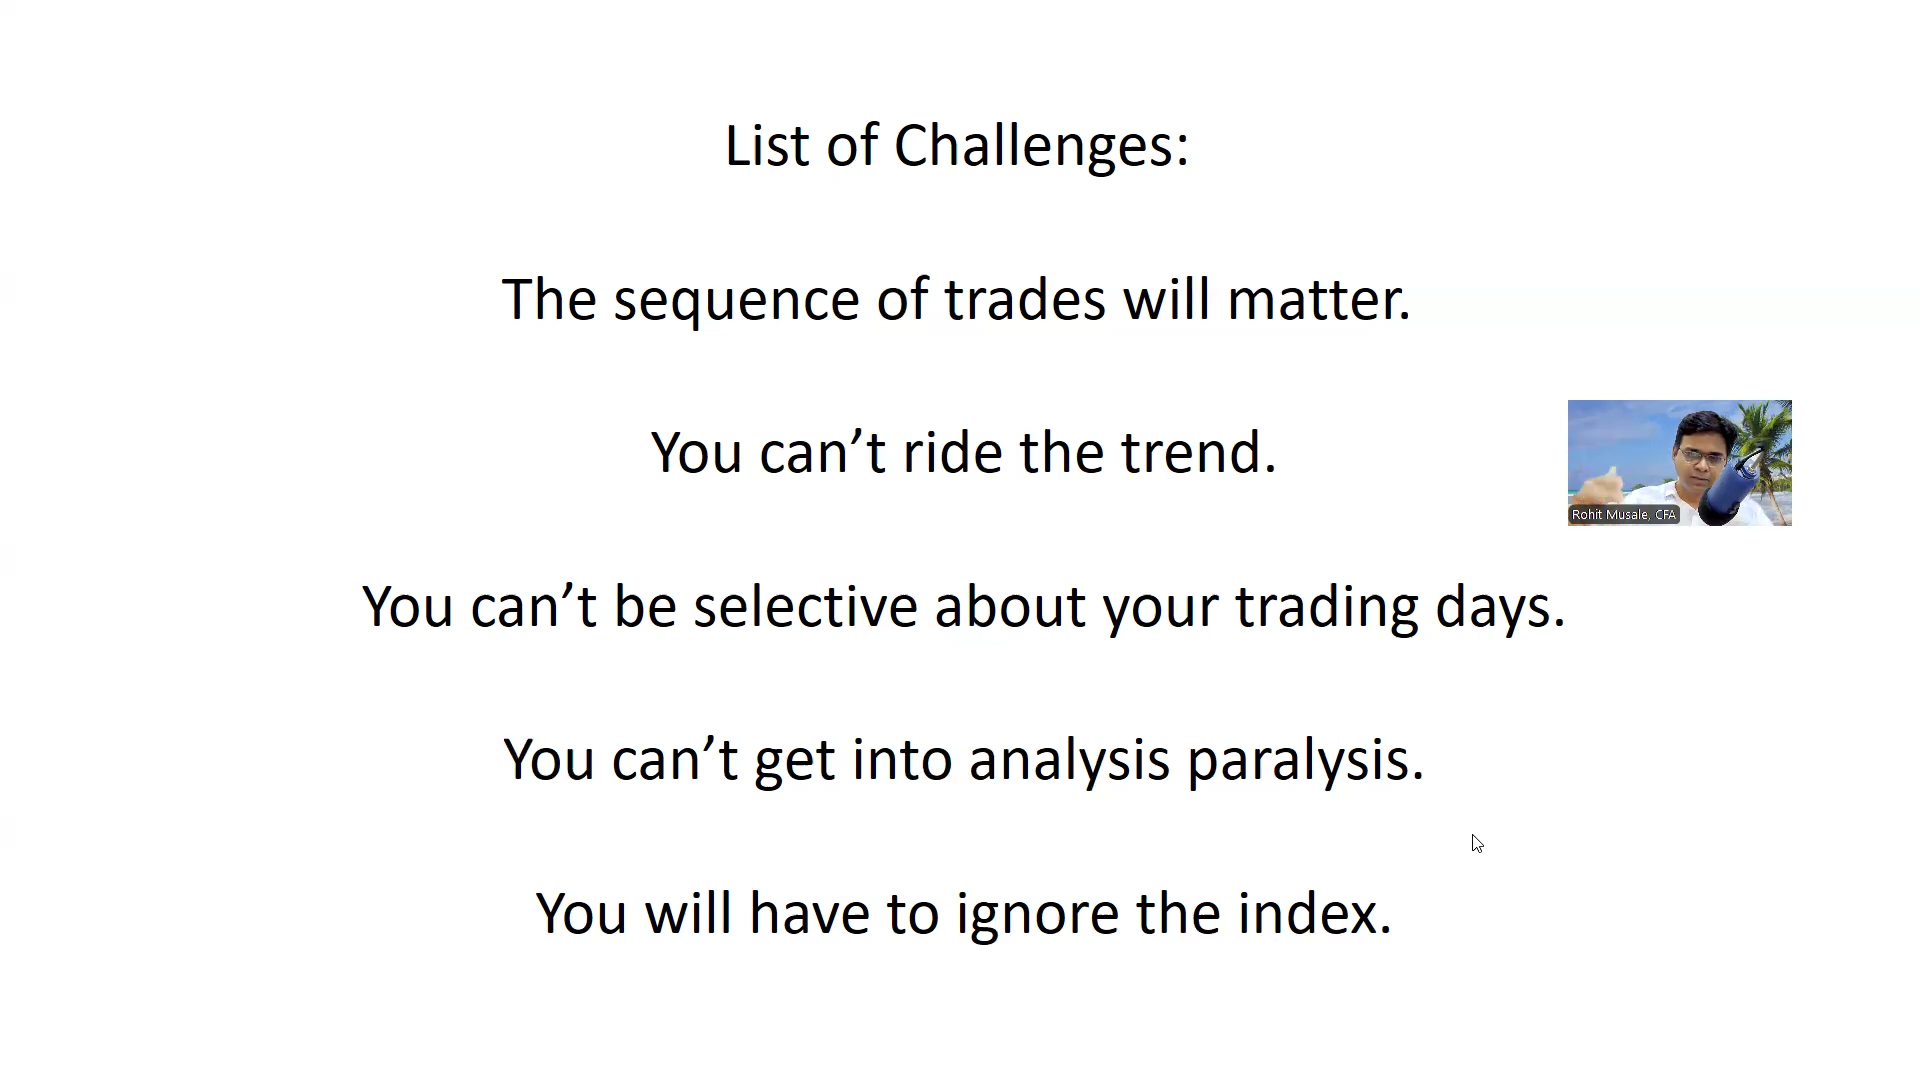 List of Challenges:
The sequence of trades will matter.
You can’t ride the trend.
Rohit Musale, CFA
You can’t be selective about your trading days.
You can’t get into analysis paralysis.
You will have to ignore the index.